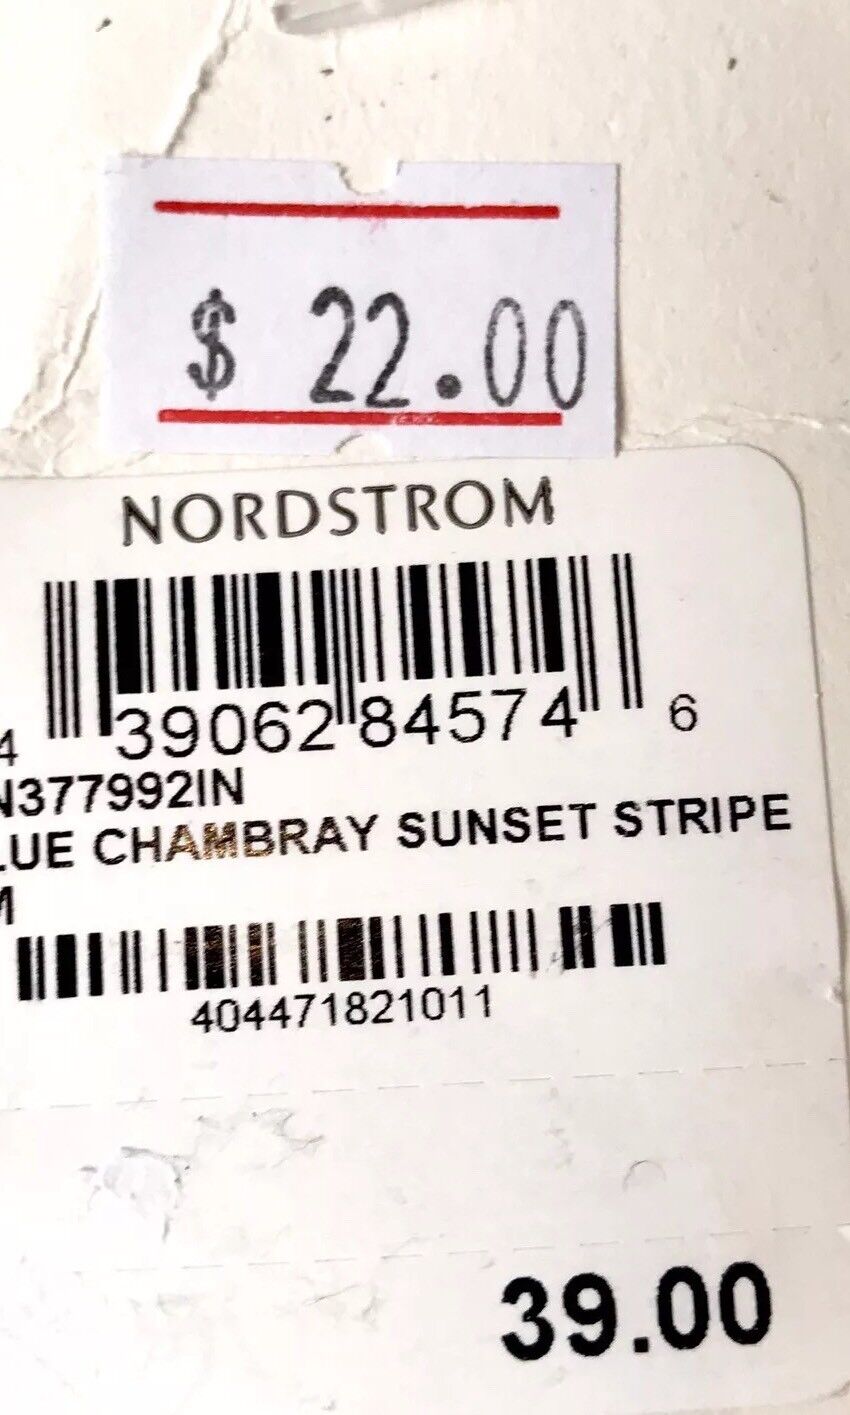 $ 22.00
NORDSTROM
4 39062 84574 6
N377992IN
LUE CHAMBRAY SUNSET STRIPE
M
404471821011
39.00